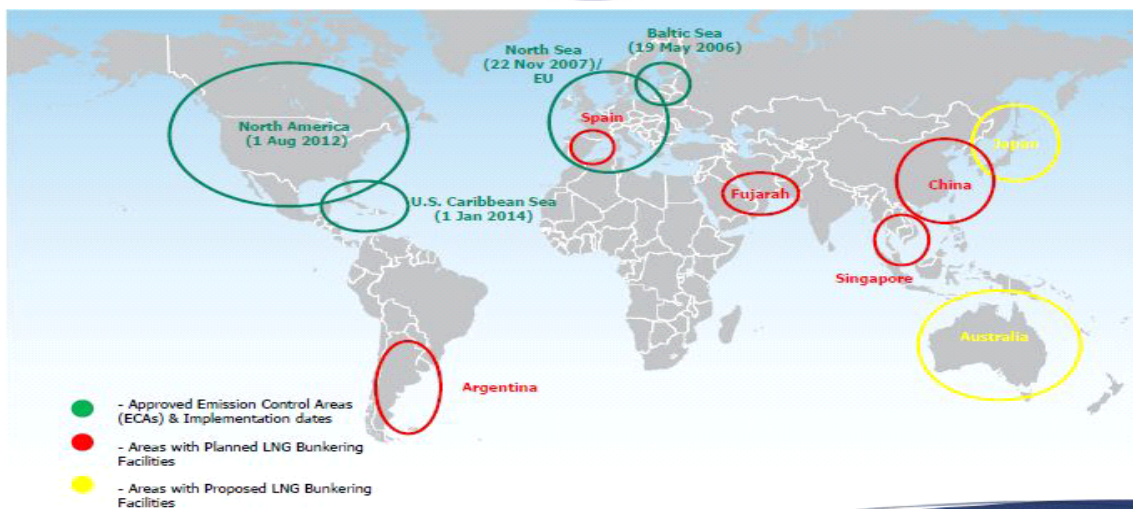 Baltic Sea
(19 May 2006)
North Sea
(22 Nov 2007)/
EU
Spain
North America
(1 Aug 2012)
Japan
China
Fujarah
U.S. Caribbean Sea
(1 Jan 2014)
Singapore
Australia
Argentina
- Approved Emission Control Areas
(ECAs) & Implementation dates
- Areas with Planned LNG Bunkering
Facilities
- Areas with Proposed LNG Bunkering
Facilities